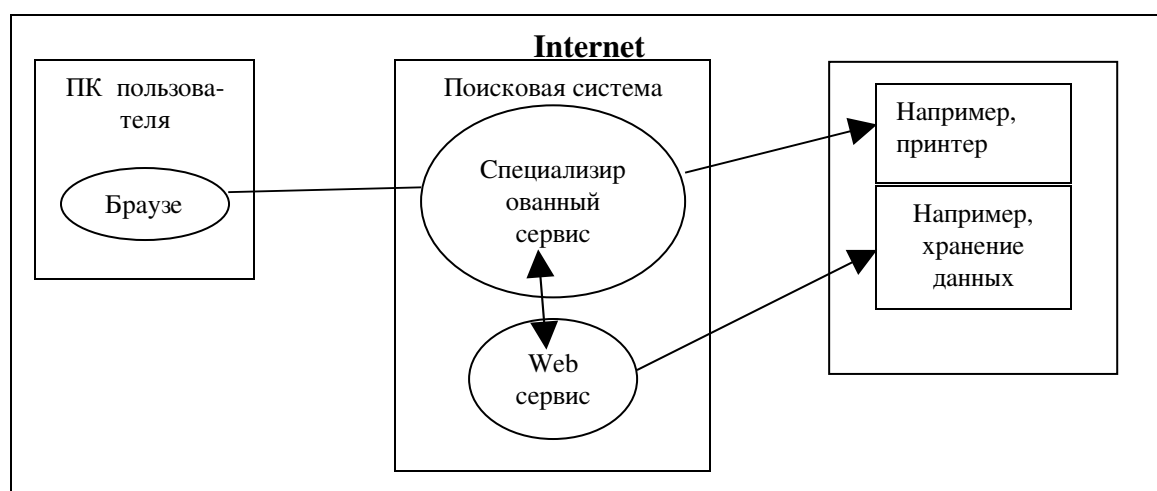 Internet
ПК пользова-
теля
Браузе
Поисковая система
Специализир
ованный
сервис
Web
сервис
Например,
принтер
Например,
хранение
данных